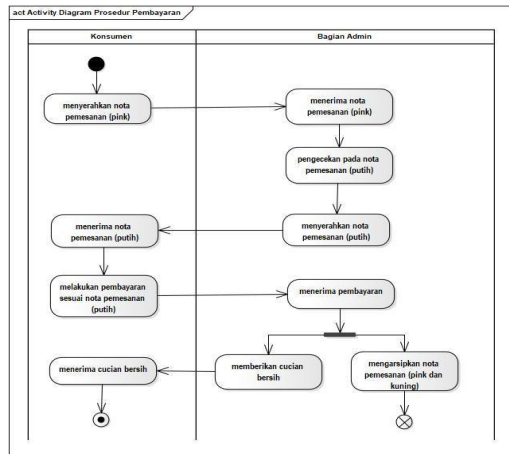 act Activity Diagram Prosedur Pembayaran
Konsumen
Bagian Admin
menyerahkan nota
pemesanan (pink)
menerima nota
pemesanan (pink)
pengecekan pada nota
pemesanan (putih)
menyerahkan nota
pemesanan (putih)
menerima nota
pemesanan (putih)
melakukan pembayaran
sesuai nota pemesanan
(putih)
menerima pembayaran
memberikan cucian
bersih
mengarsipkan nota
pemesanan (pink dan
kuning)
menerima cucian bersih